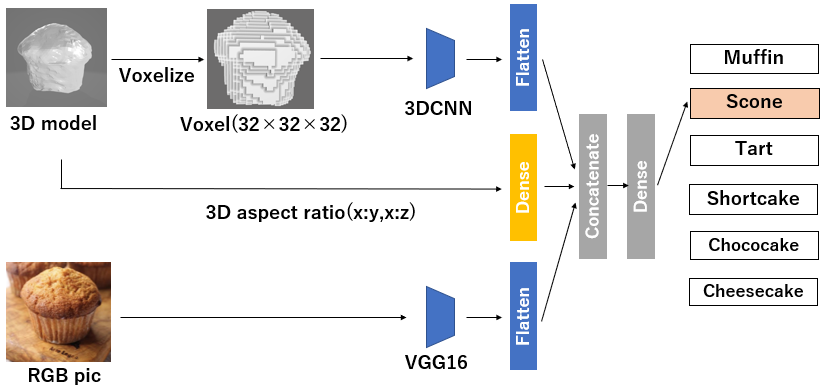 3D model
Voxelize
Voxel(32×32×32)
3DCNN
Flatten
3D aspect ratio(x:y,x:z)
Dense
RGB pic
VGG16
Flatten
Concatenate
Dense
Muffin
Scone
Tart
Shortcake
Chococake
Cheesecake